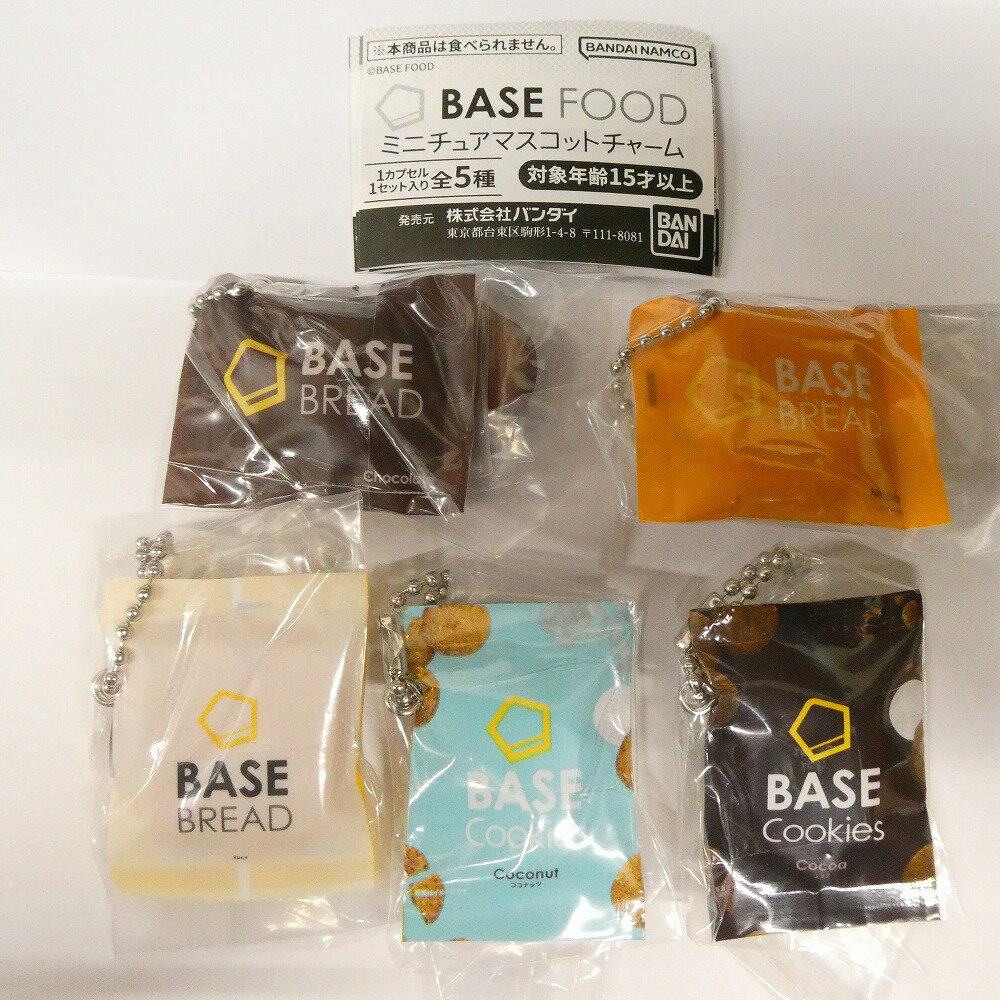 ※本商品は食べられません。
BANDAI NAMCO
©BASE FOOD
BASE FOOD
ミニチュアマスコットチャーム
1カプセル
1セット入り
全5種
対象年齢15才以上
発売元 株式会社バンダイ
東京都台東区駒形1-4-8 〒111-8081
BAN
DAI
BASE
BREAD
Chocolate
BASE
BREAD
BASE
BREAD
BASE
Cookies
Coconut
ココナッツ
BASE
Cookies
Cocoa